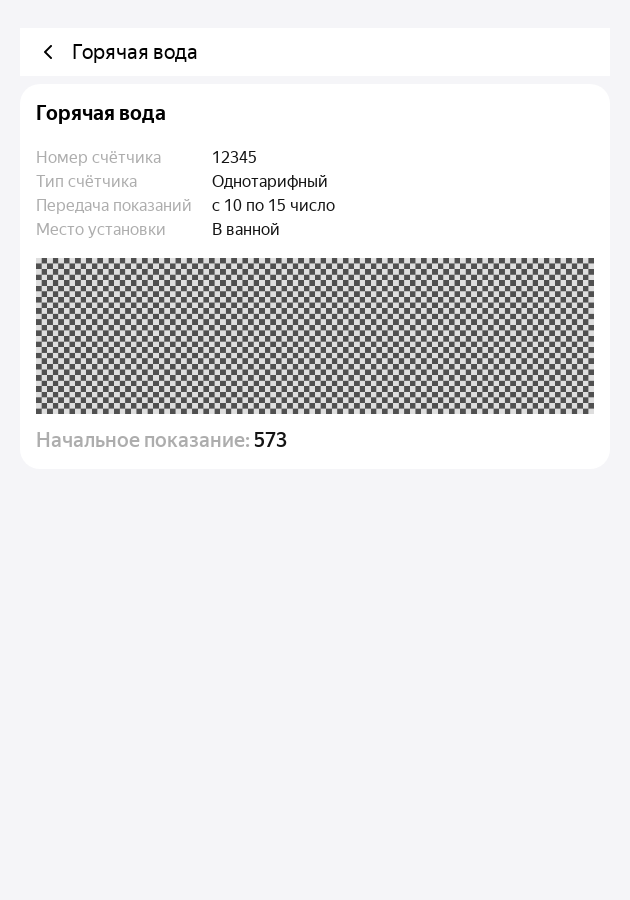 Горячая вода
Горячая вода
Номер счётчика 12345
Тип счётчика Однотарифный
Передача показаний с 10 по 15 число
Место установки В ванной
Начальное показание: 573